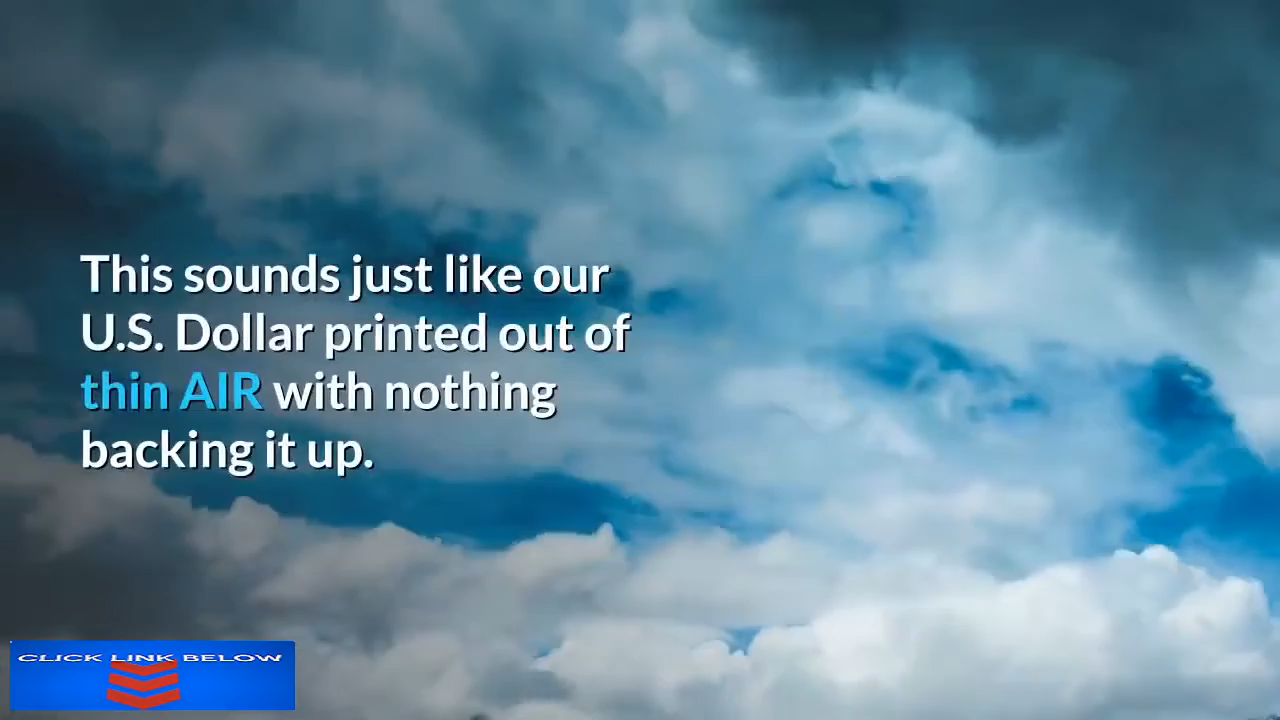 This sounds just like our
U.S. Dollar printed out of
thin AIR with nothing
backing it up.
CLICK LINK BELOW